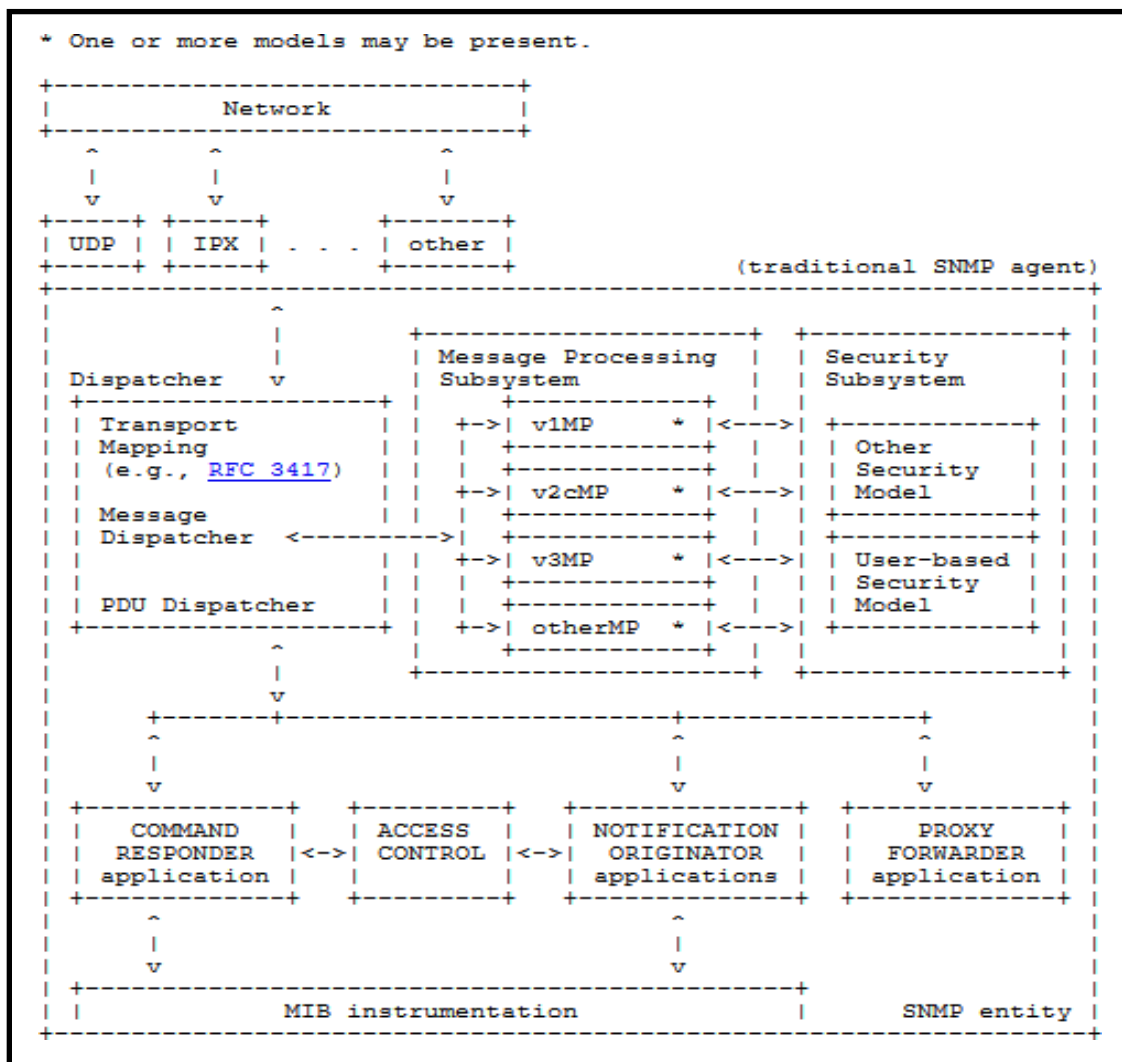 * One or more models may be present.
Network
UDP IPX . . . other
(traditional SNMP agent)
Message Processing Security
Dispatcher Subsystem Subsystem
Transport v1MP *
Mapping Other
(e.g., RFC 3417) Security
v2cMP * Model
Message
Dispatcher
v3MP * User-based
Security
PDU Dispatcher Model
otherMP *
COMMAND ACCESS NOTIFICATION PROXY
RESPONDER CONTROL ORIGINATOR FORWARDER
application applications application
MIB instrumentation SNMP entity